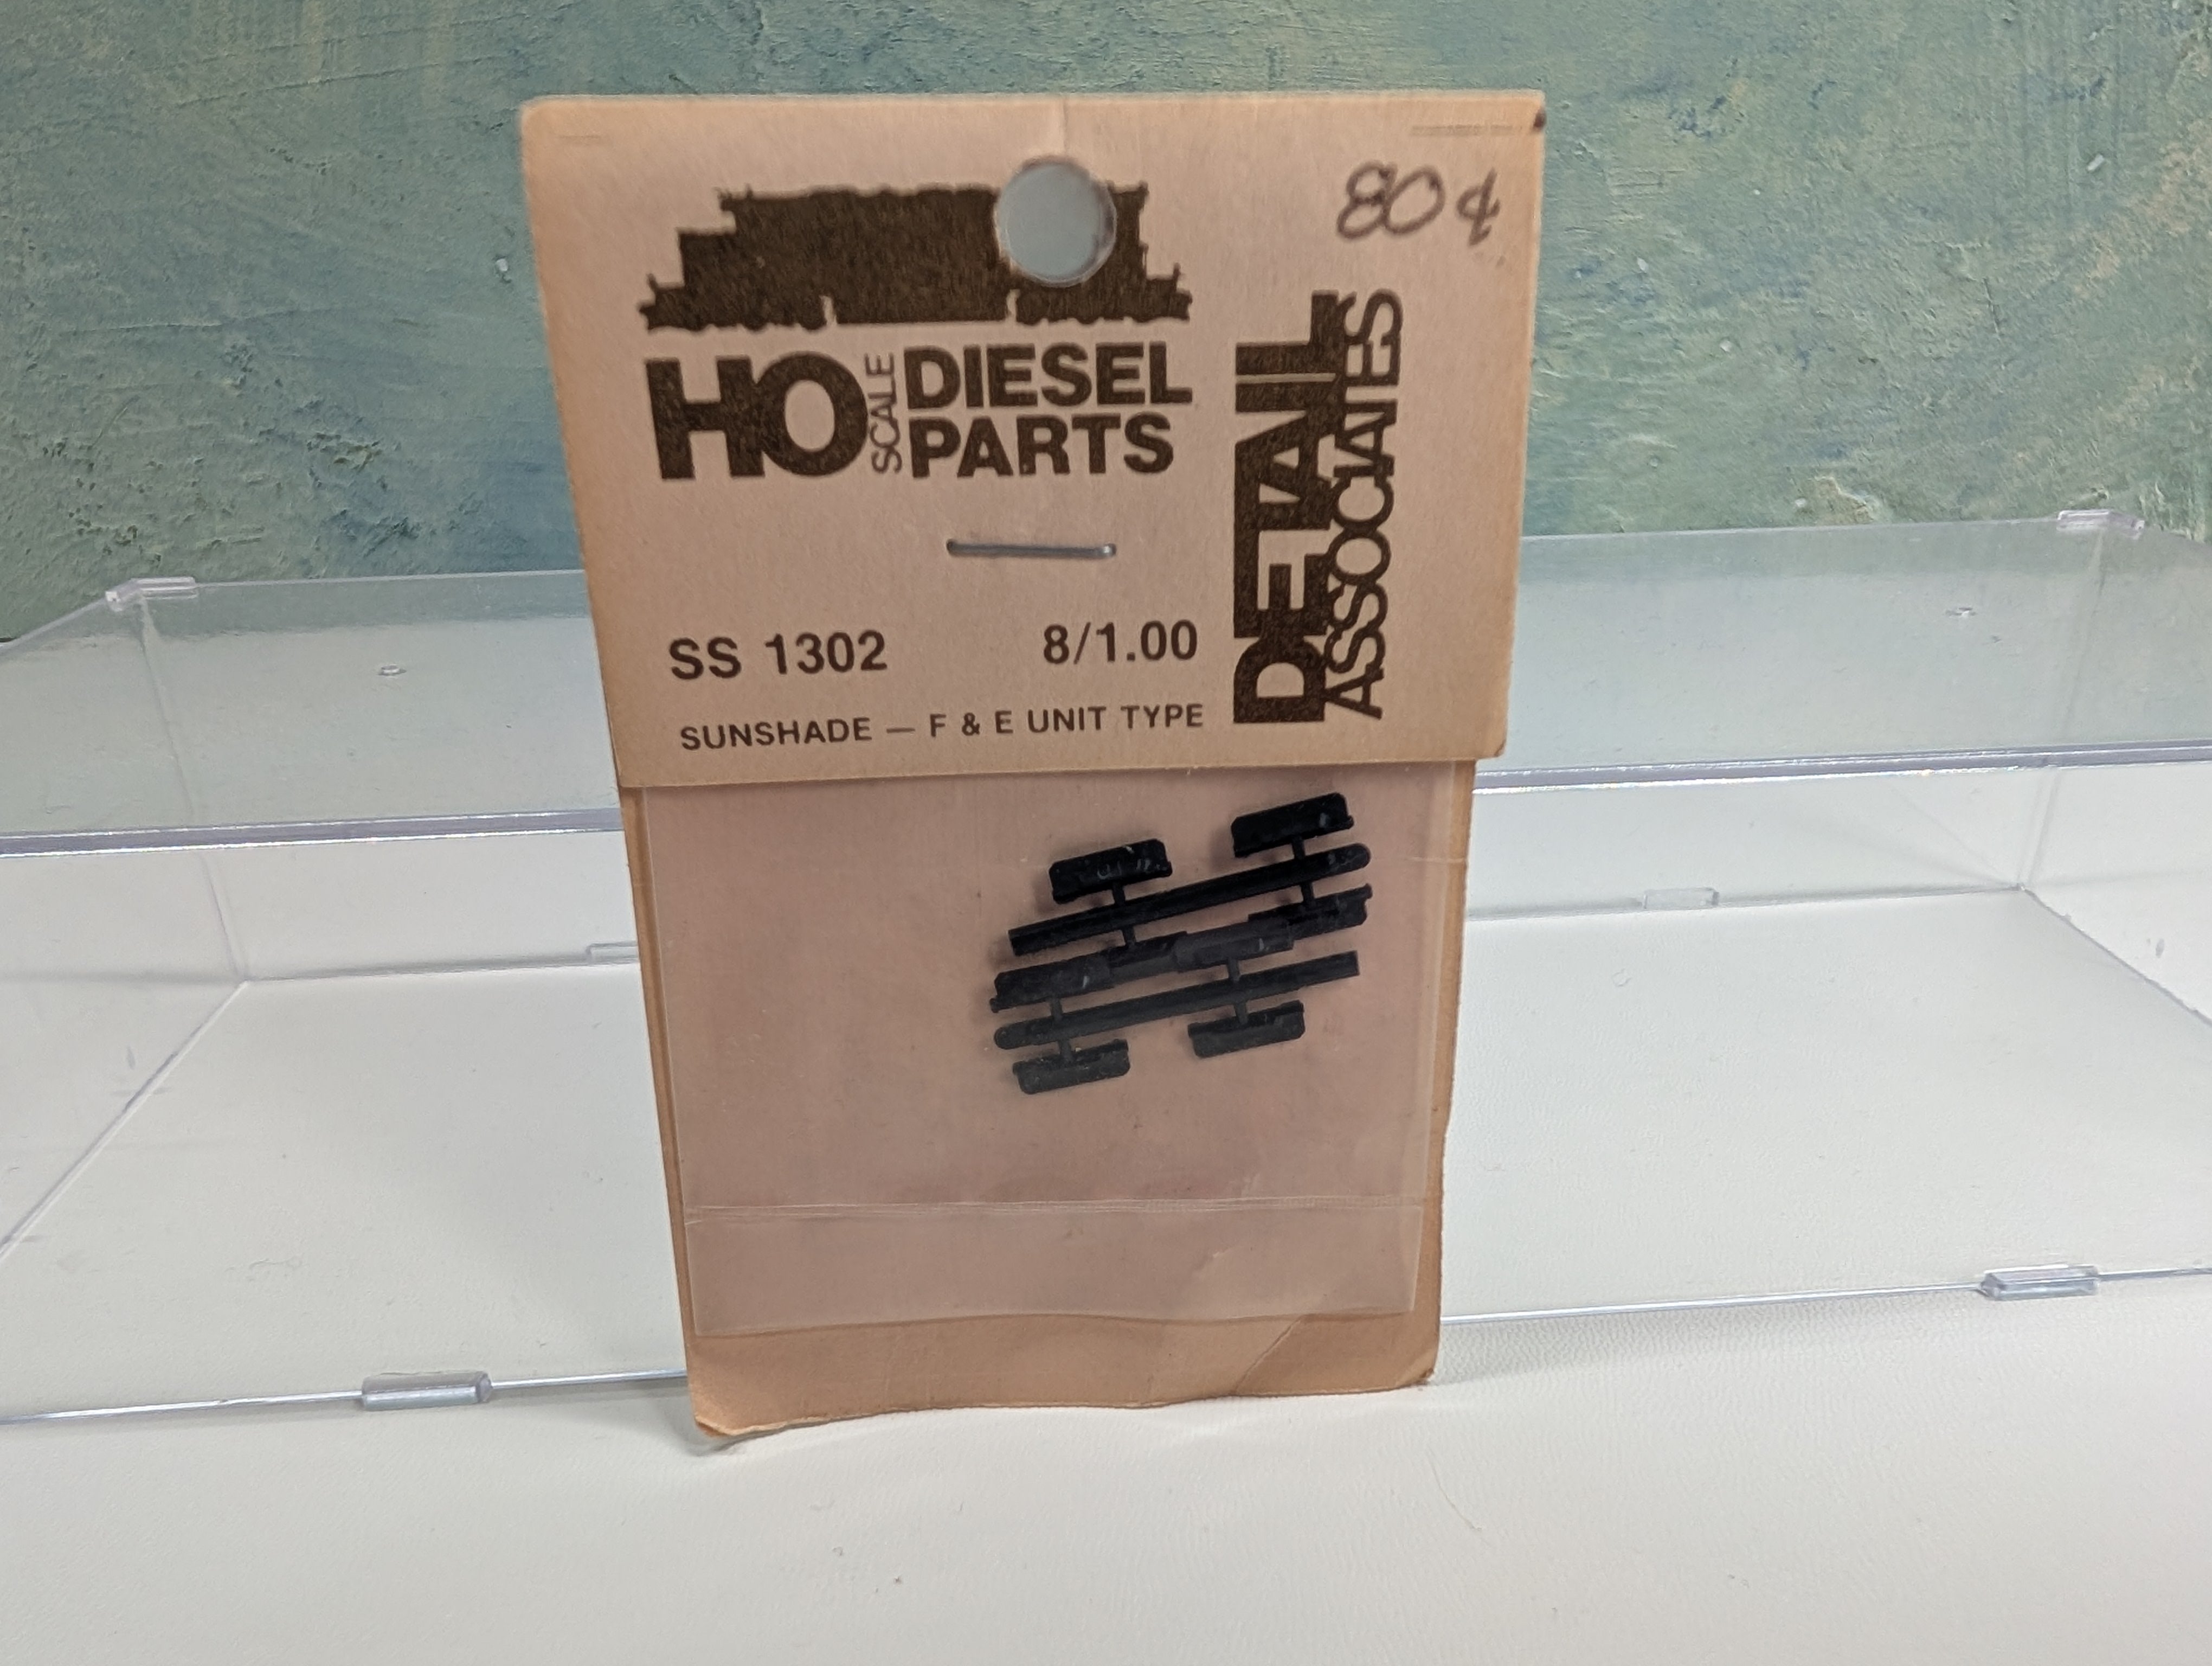 80¢
HO SCALE DIESEL
PARTS
DETAIL
ASSOCIATES
SS 1302 8/1.00
SUNSHADE — F & E UNIT TYPE